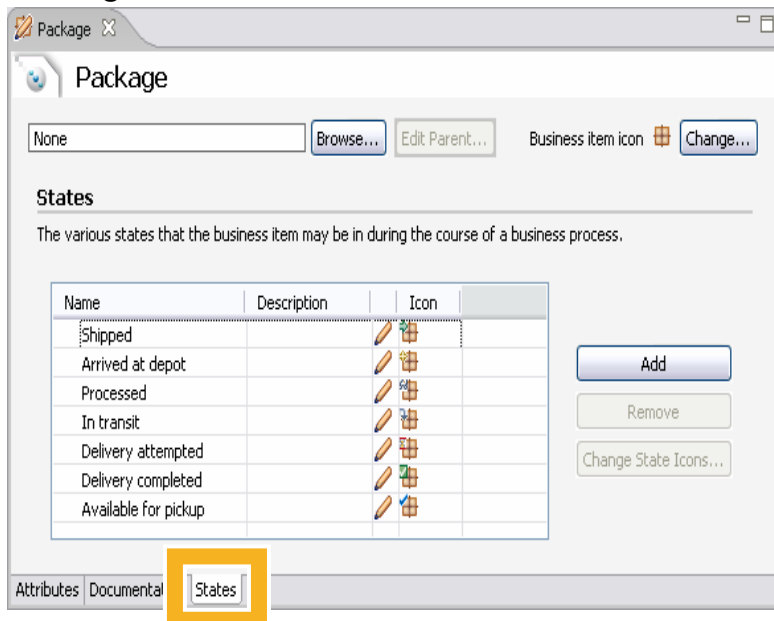 Package
Package
None Browse... Edit Parent... Business item icon Change...
States
The various states that the business item may be in during the course of a business process.
Name Description Icon
Shipped
Arrived at depot
Add
Processed
Remove
In transit
Delivery attempted
Change State Icons...
Delivery completed
Available for pickup
Attributes Documentat States